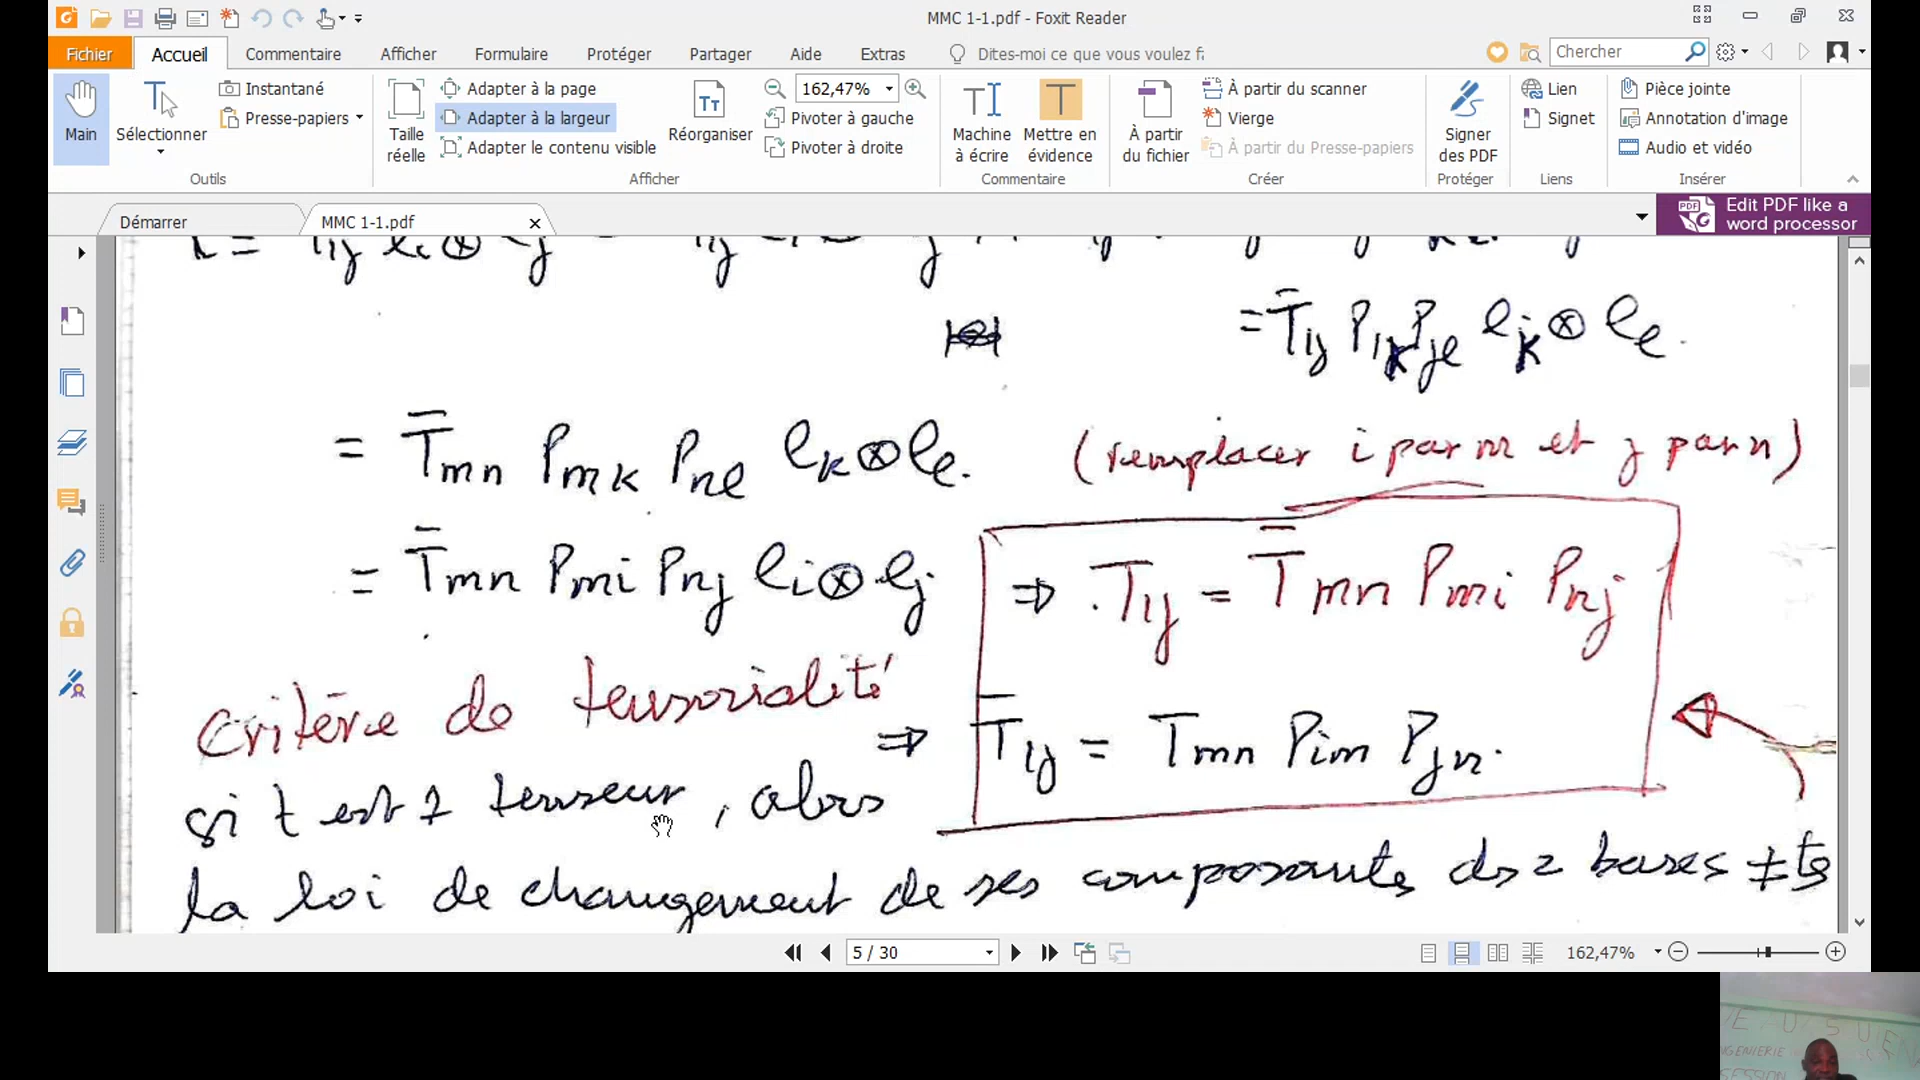 MMC 1-1.pdf - Foxit Reader
Fichier Accueil Commentaire Afficher Formulaire Protéger Partager Aide Extras Dites-moi ce que vous voulez fa Chercher
Main Sélectionner Instantané Presse-papiers
Outils
Taille réelle Adapter à la page Adapter à la largeur Adapter le contenu visible Réorganiser 162,47% Pivoter à gauche Pivoter à droite
Afficher
Machine à écrire Mettre en évidence
Commentaire
À partir du fichier À partir du scanner Vierge À partir du Presse-papiers
Créer
Signer des PDF
Protéger
Lien Signet
Liens
Pièce jointe Annotation d'image Audio et vidéo
Insérer
Démarrer MMC 1-1.pdf
Edit PDF like a word processor
= T̄ij Pik Pjl ek⊗el.
= T̄mn Pmk Pnl ek⊗el. (remplacer i par m et j par n)
= T̄mn Pmi Pnj ei⊗ej ⇒ Tij = T̄mn Pmi Pnj
Critère de tensorialité
⇒ T̄ij = Tmn Pim Pjn.
si t est 1 tenseur, alors
la loi de changement de ses composantes ds 2 bases ≠tes
5 / 30 162,47%
INGENIERIE
SESSION